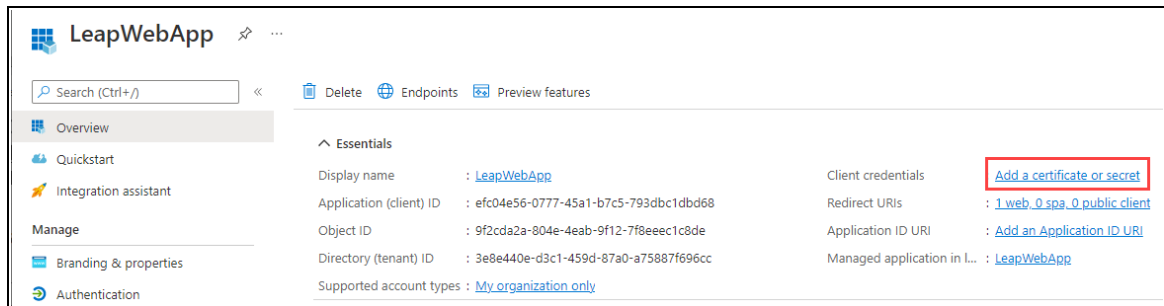 LeapWebApp
Search (Ctrl+/)
Overview
Quickstart
Integration assistant
Manage
Branding & properties
Authentication
Delete Endpoints Preview features
Essentials
Display name : LeapWebApp
Application (client) ID : efc04e56-0777-45a1-b7c5-793dbc1dbd68
Object ID : 9f2cda2a-804e-4eab-9f12-7f8eeec1c8de
Directory (tenant) ID : 3e8e440e-d3c1-459d-87a0-a75887f696cc
Supported account types : My organization only
Client credentials : Add a certificate or secret
Redirect URIs : 1 web, 0 spa, 0 public client
Application ID URI : Add an Application ID URI
Managed application in l... : LeapWebApp